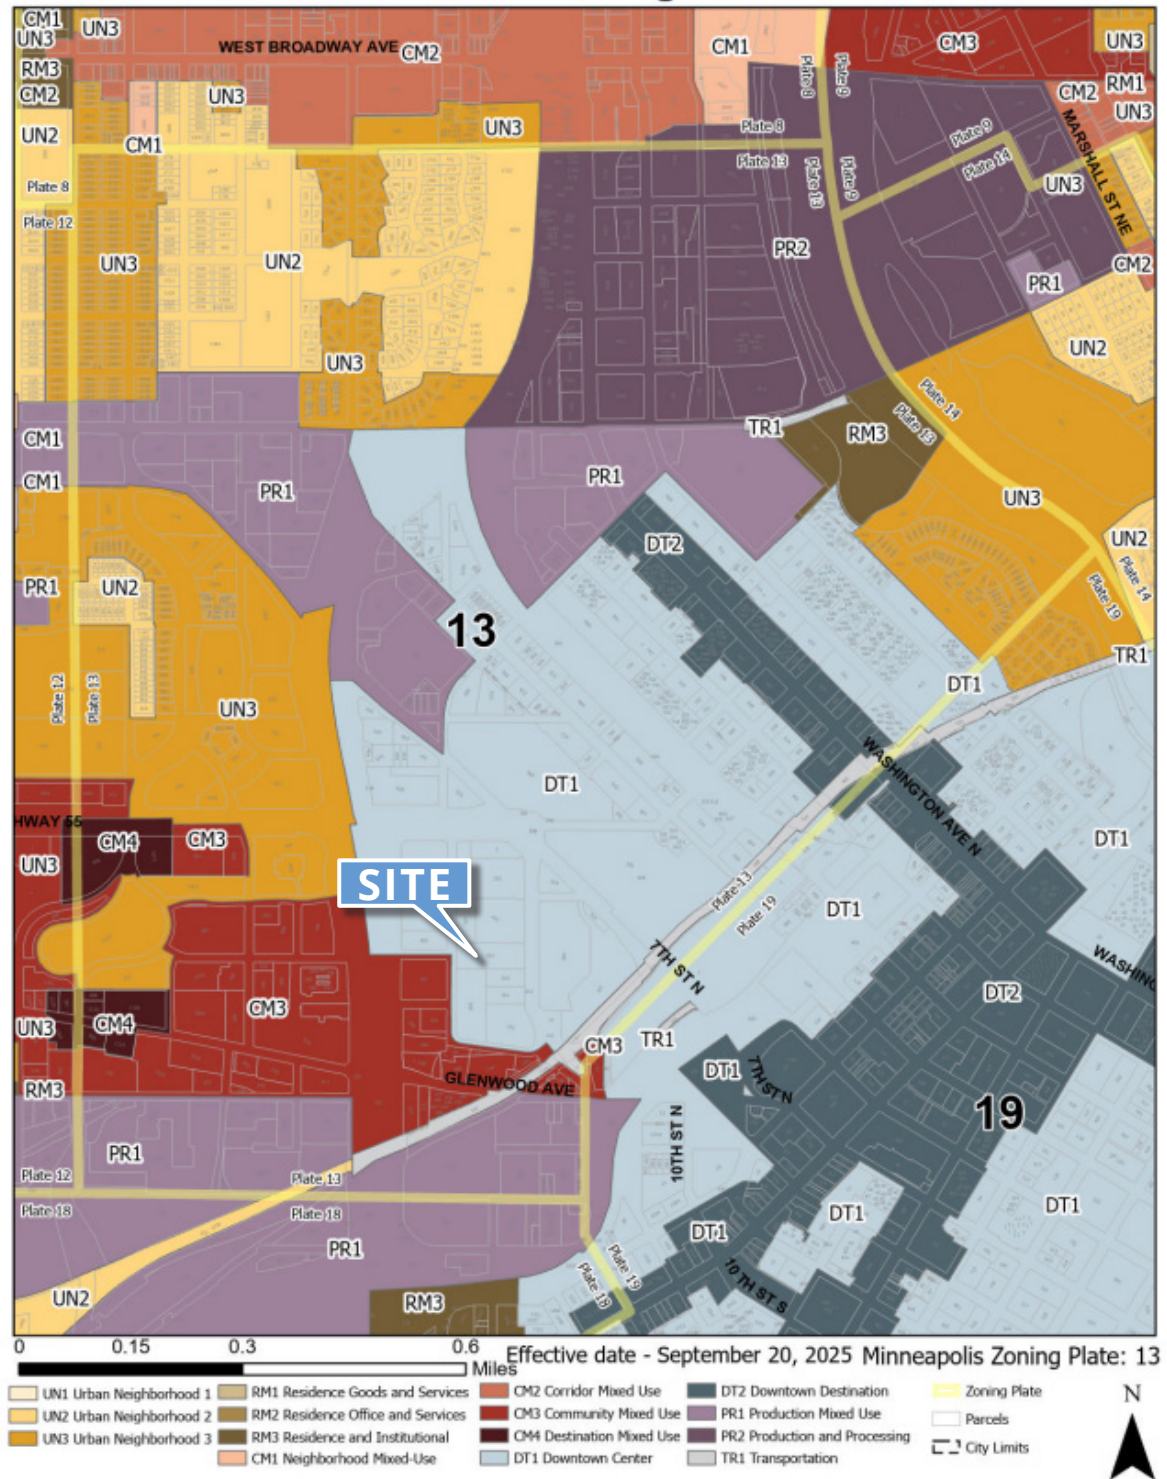 CM1
UN3
UN3
WEST BROADWAY AVE
CM2
CM1
CM3
UN3
RM3
CM2
UN3
Plate 8
Plate 9
CM2
RM1
UN3
UN2
CM1
UN3
Plate 8
Plate 13
Plate 9
Plate 14
MARSHALL ST NE
Plate 8
Plate 12
Plate 13
Plate 9
UN3
UN3
UN2
PR2
PR1
CM2
UN3
UN2
Plate 14
Plate 13
CM1
CM1
PR1
PR1
TR1
RM3
UN3
UN2
DT2
PR1
UN2
Plate 14
Plate 19
13
TR1
Plate 12
Plate 13
UN3
DT1
DT1
WASHINGTON AVE N
HWAY 55
CM4
CM3
UN3
DT1
SITE
Plate 13
Plate 19
DT1
7TH ST N
WASHING
CM3
UN3
CM4
DT2
CM3
TR1
RM3
GLENWOOD AVE
DT1
7TH ST N
19
PR1
10TH ST N
Plate 12
Plate 13
Plate 18
Plate 18
DT1
DT1
DT1
PR1
10 TH ST S
Plate 18
Plate 19
UN2
RM3
0 0.15 0.3 0.6
Miles
Effective date - September 20, 2025 Minneapolis Zoning Plate: 13
UN1 Urban Neighborhood 1
UN2 Urban Neighborhood 2
UN3 Urban Neighborhood 3
RM1 Residence Goods and Services
RM2 Residence Office and Services
RM3 Residence and Institutional
CM1 Neighborhood Mixed-Use
CM2 Corridor Mixed Use
CM3 Community Mixed Use
CM4 Destination Mixed Use
DT1 Downtown Center
DT2 Downtown Destination
PR1 Production Mixed Use
PR2 Production and Processing
TR1 Transportation
Zoning Plate
Parcels
City Limits
N